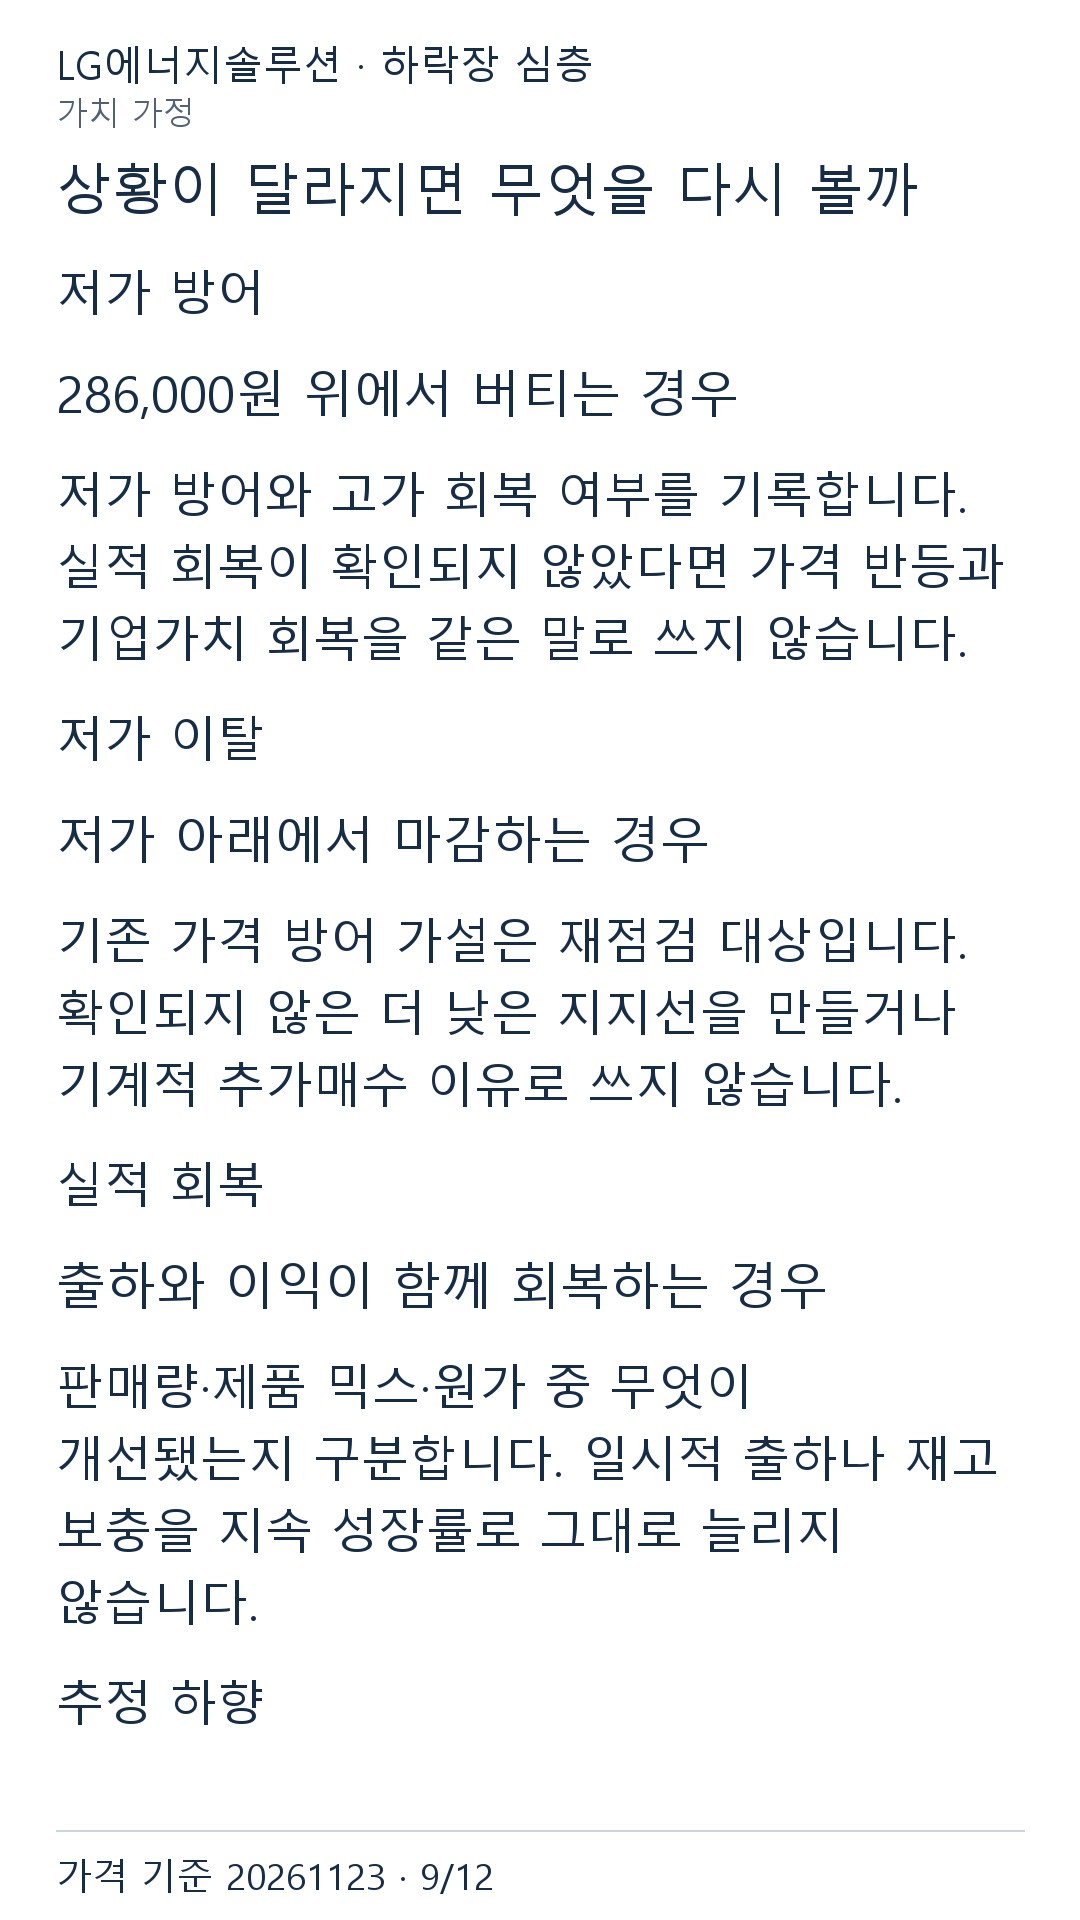 LG에너지솔루션 · 하락장 심층
가치 가정
상황이 달라지면 무엇을 다시 볼까
저가 방어
286,000원 위에서 버티는 경우
저가 방어와 고가 회복 여부를 기록합니다.
실적 회복이 확인되지 않았다면 가격 반등과
기업가치 회복을 같은 말로 쓰지 않습니다.
저가 이탈
저가 아래에서 마감하는 경우
기존 가격 방어 가설은 재점검 대상입니다.
확인되지 않은 더 낮은 지지선을 만들거나
기계적 추가매수 이유로 쓰지 않습니다.
실적 회복
출하와 이익이 함께 회복하는 경우
판매량·제품 믹스·원가 중 무엇이
개선됐는지 구분합니다. 일시적 출하나 재고
보충을 지속 성장률로 그대로 늘리지
않습니다.
추정 하향
가격 기준 20261123 · 9/12